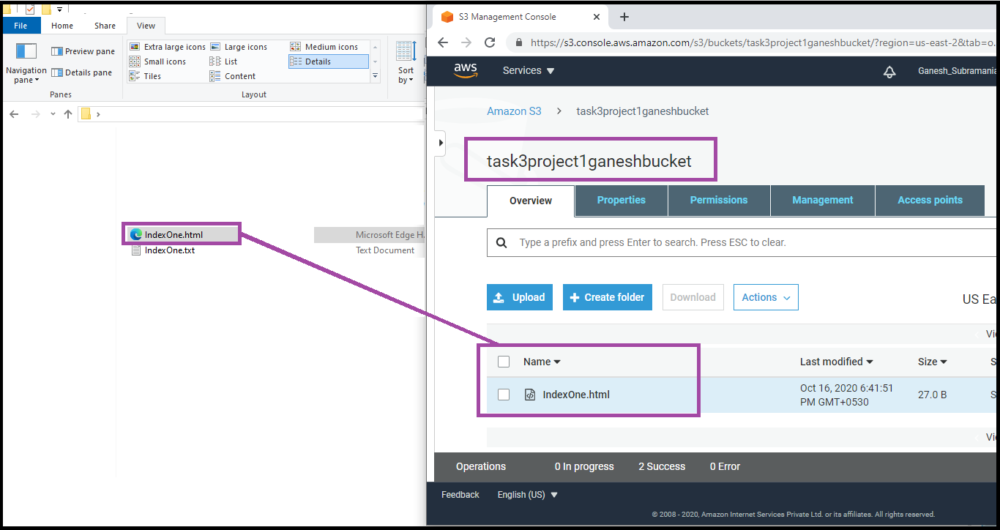 File Home Share View
Navigation pane
Preview pane
Details pane
Panes
Extra large icons Large icons Medium icons
Small icons List Details
Tiles Content
Layout
Sort by
IndexOne.html Microsoft Edge H.
IndexOne.txt Text Document
S3 Management Console
https://s3.console.aws.amazon.com/s3/buckets/task3project1ganeshbucket/?region=us-east-2&tab=o.
aws Services Ganesh_Subramania
Amazon S3 > task3project1ganeshbucket
task3project1ganeshbucket
Overview Properties Permissions Management Access points
Type a prefix and press Enter to search. Press ESC to clear.
Upload Create folder Download Actions US Ea
Vi
Name Last modified Size S
IndexOne.html Oct 16, 2020 6:41:51 PM GMT+0530 27.0 B S
Vi
Operations 0 In progress 2 Success 0 Error
Feedback English (US)
© 2008 - 2020, Amazon Internet Services Private Ltd. or its affiliates. All rights reserved.